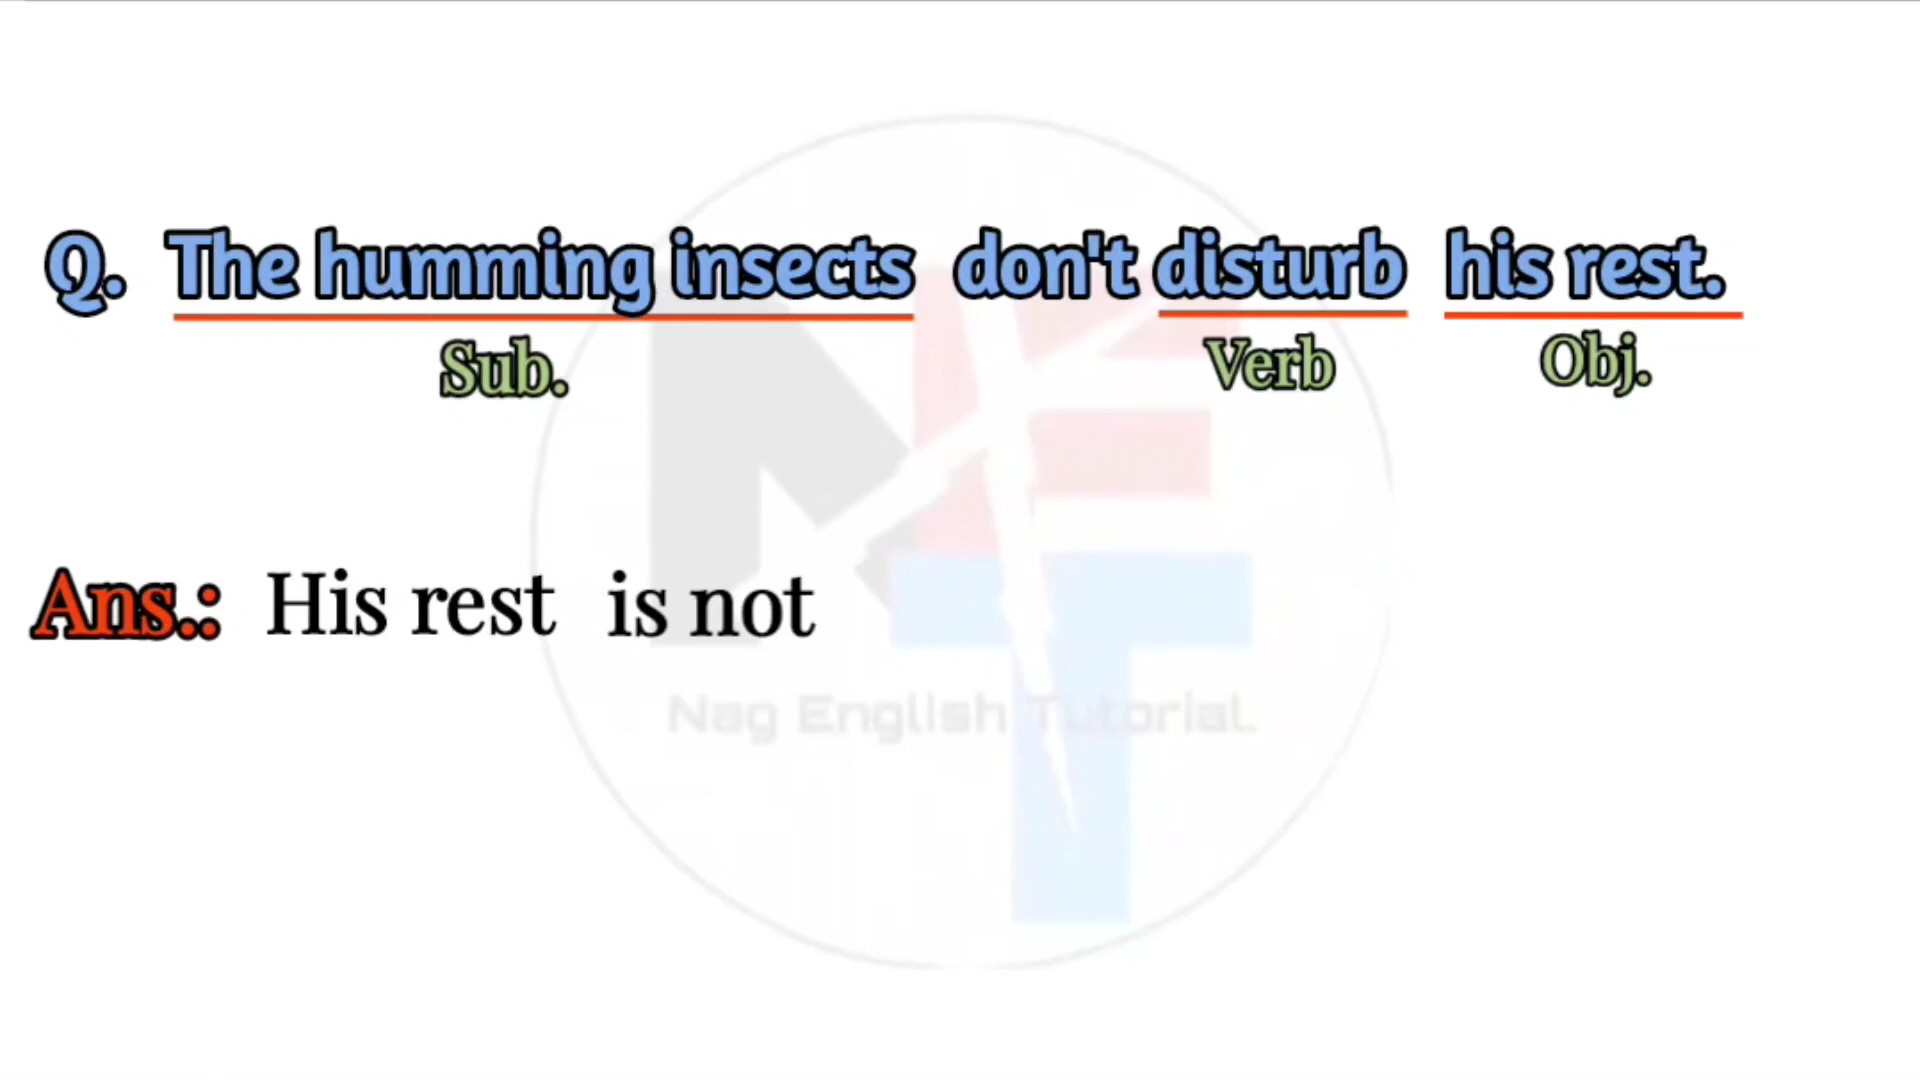 Q. The humming insects don't disturb his rest.
Sub. Verb Obj.
Ans.: His rest is not
Nag English Tutorial.